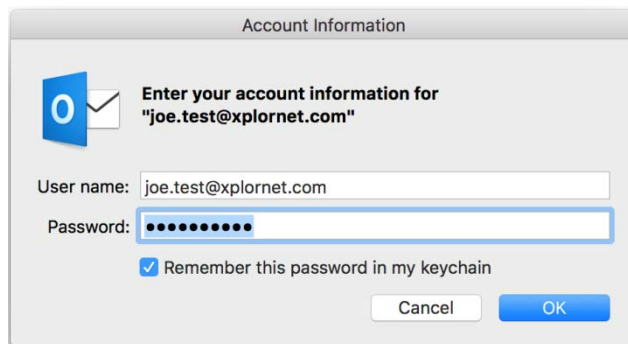 Account Information
Enter your account information for
"joe.test@xplornet.com"
User name: joe.test@xplornet.com
Password: ●●●●●●●●●●
Remember this password in my keychain
Cancel OK